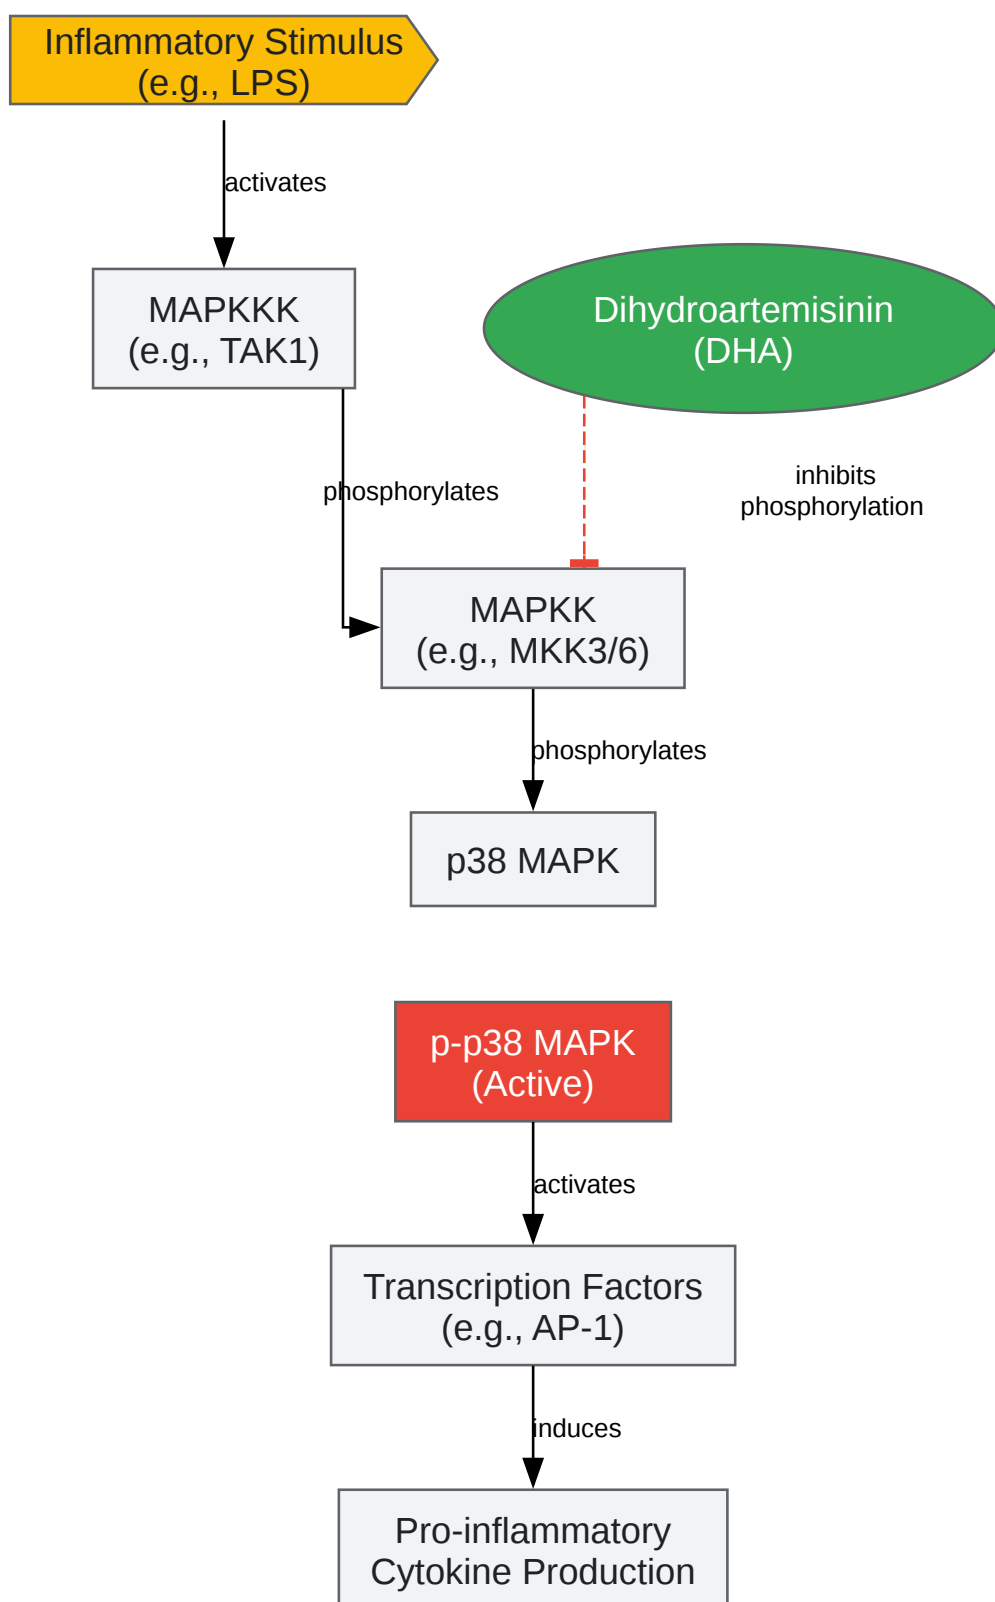 Inflammatory Stimulus
(e.g., LPS)
activates
MAPKKK
(e.g., TAK1)
Dihydroartemisinin
(DHA)
phosphorylates
inhibits
phosphorylation
MAPKK
(e.g., MKK3/6)
phosphorylates
p38 MAPK
p-p38 MAPK
(Active)
activates
Transcription Factors
(e.g., AP-1)
induces
Pro-inflammatory
Cytokine Production